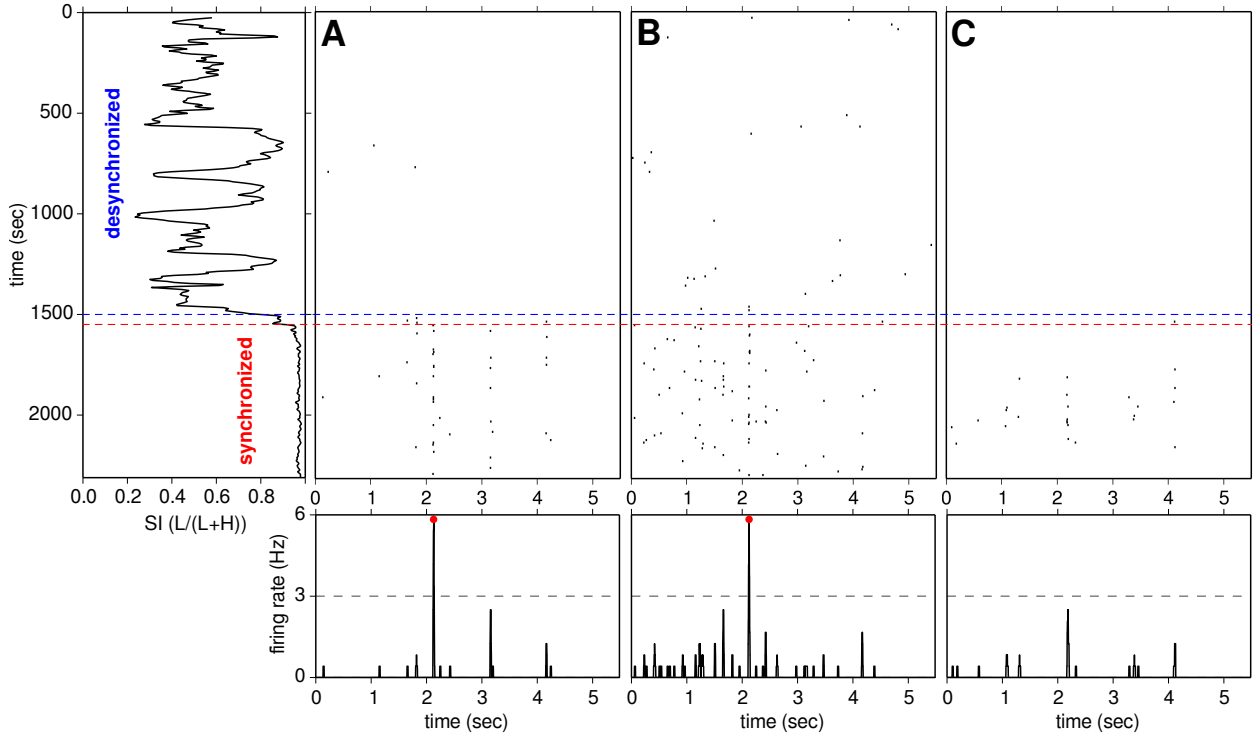 A B C
0
500
1000
1500
2000
time (sec)
desynchronized
synchronized
0.0 0.2 0.4 0.6 0.8
SI (L/(L+H))
0 1 2 3 4 5
0 1 2 3 4 5
0 1 2 3 4 5
6
3
0
firing rate (Hz)
0 1 2 3 4 5
0 1 2 3 4 5
0 1 2 3 4 5
time (sec)
time (sec)
time (sec)